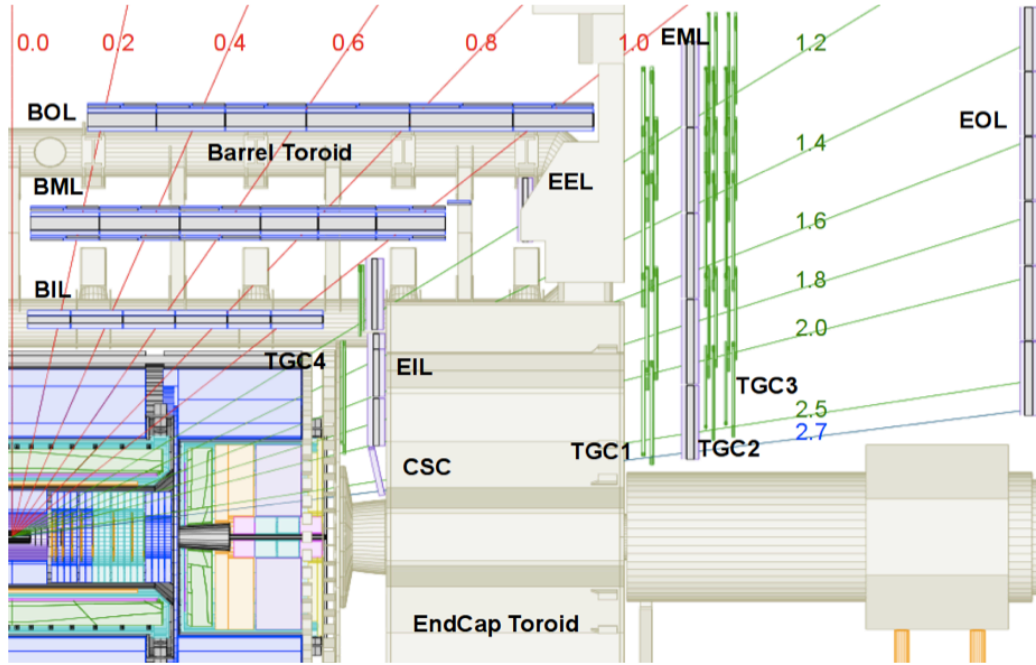 0.0 0.2 0.4 0.6 0.8 1.0 EML 1.2
BOL
EOL
Barrel Toroid
1.4
BML
EEL
1.6
1.8
BIL
2.0
TGC4
EIL
TGC3
2.5
2.7
TGC1
TGC2
CSC
EndCap Toroid